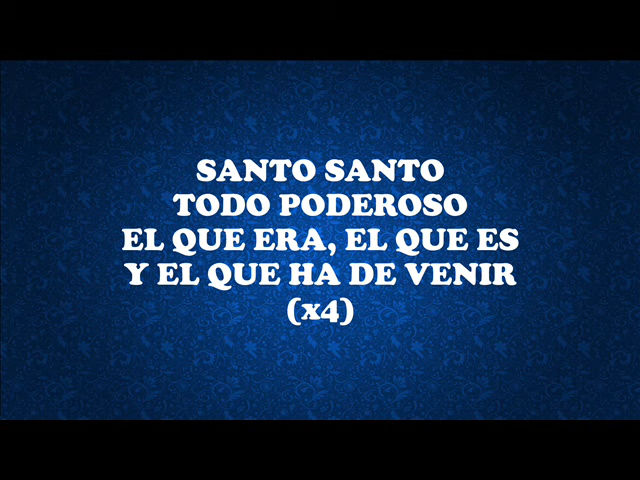 SANTO SANTO
TODO PODEROSO
EL QUE ERA, EL QUE ES
Y EL QUE HA DE VENIR
(x4)